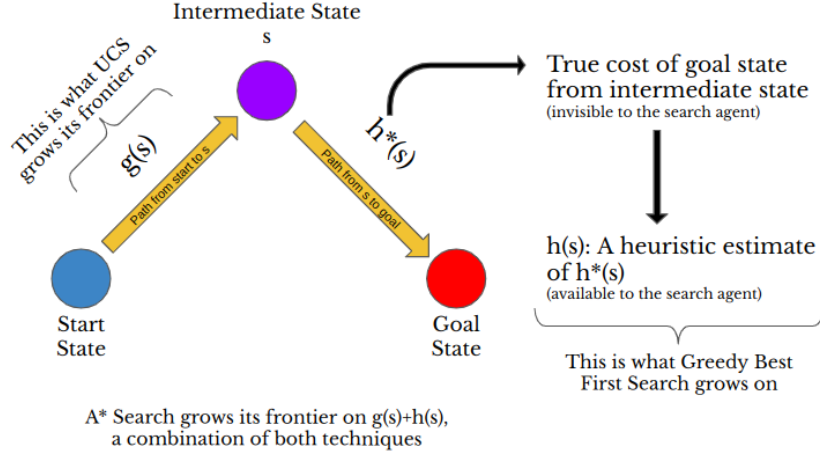 Intermediate State
s
This is what UCS
grows its frontier on
g(s)
Path from start to s
Path from s to goal
h*(s)
True cost of goal state
from intermediate state
(invisible to the search agent)
h(s): A heuristic estimate
of h*(s)
(available to the search agent)
This is what Greedy Best
First Search grows on
Start
State
Goal
State
A* Search grows its frontier on g(s)+h(s),
a combination of both techniques